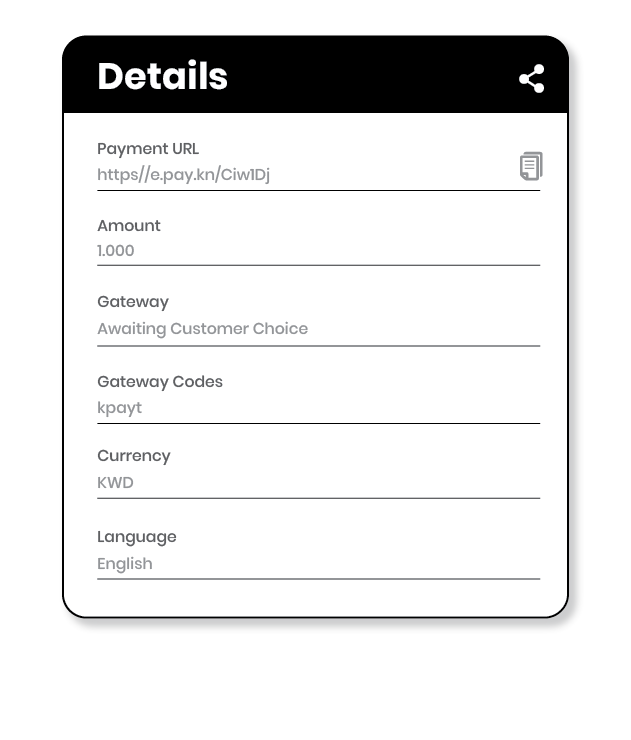 Details
Payment URL
https//e.pay.kn/Ciw1Dj
Amount
1.000
Gateway
Awaiting Customer Choice
Gateway Codes
kpayt
Currency
KWD
Language
English